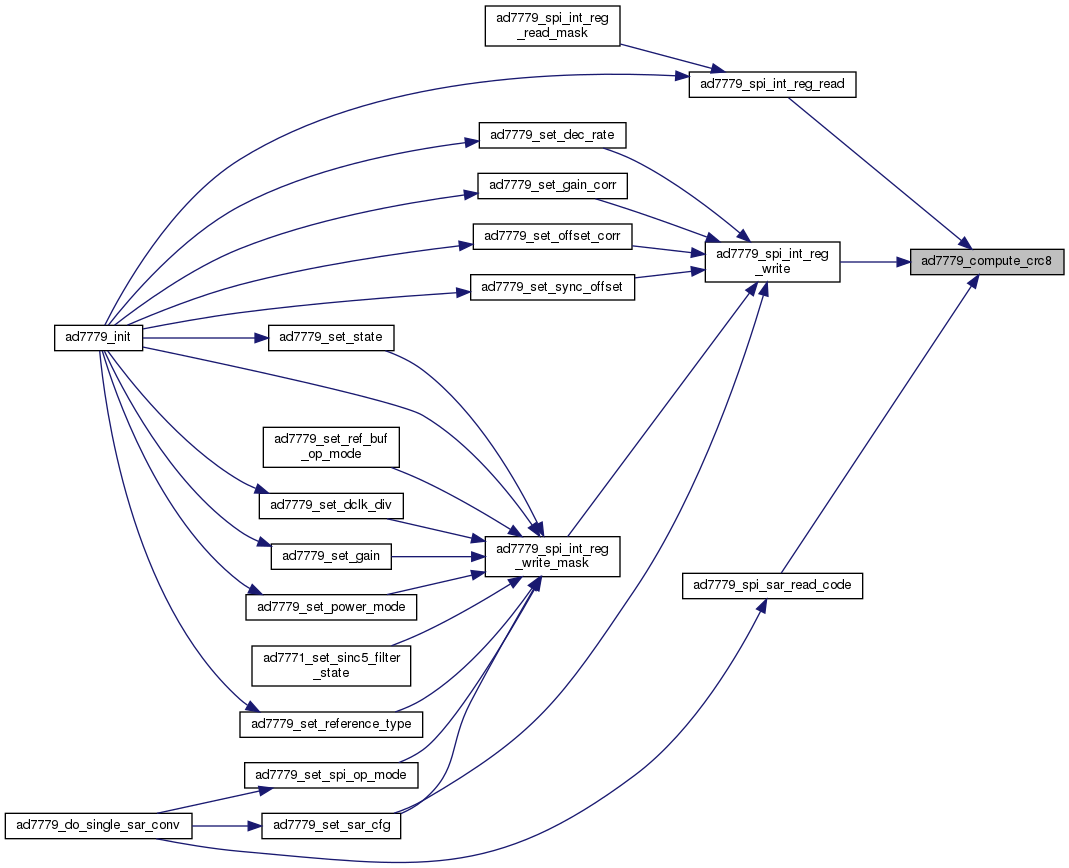 ad7779_spi_int_reg
_read_mask
ad7779_spi_int_reg_read
ad7779_set_dec_rate
ad7779_set_gain_corr
ad7779_set_offset_corr
ad7779_spi_int_reg
_write
ad7779_compute_crc8
ad7779_set_sync_offset
ad7779_init
ad7779_set_state
ad7779_set_ref_buf
_op_mode
ad7779_set_dclk_div
ad7779_set_gain
ad7779_spi_int_reg
_write_mask
ad7779_spi_sar_read_code
ad7779_set_power_mode
ad7771_set_sinc5_filter
_state
ad7779_set_reference_type
ad7779_set_spi_op_mode
ad7779_do_single_sar_conv
ad7779_set_sar_cfg